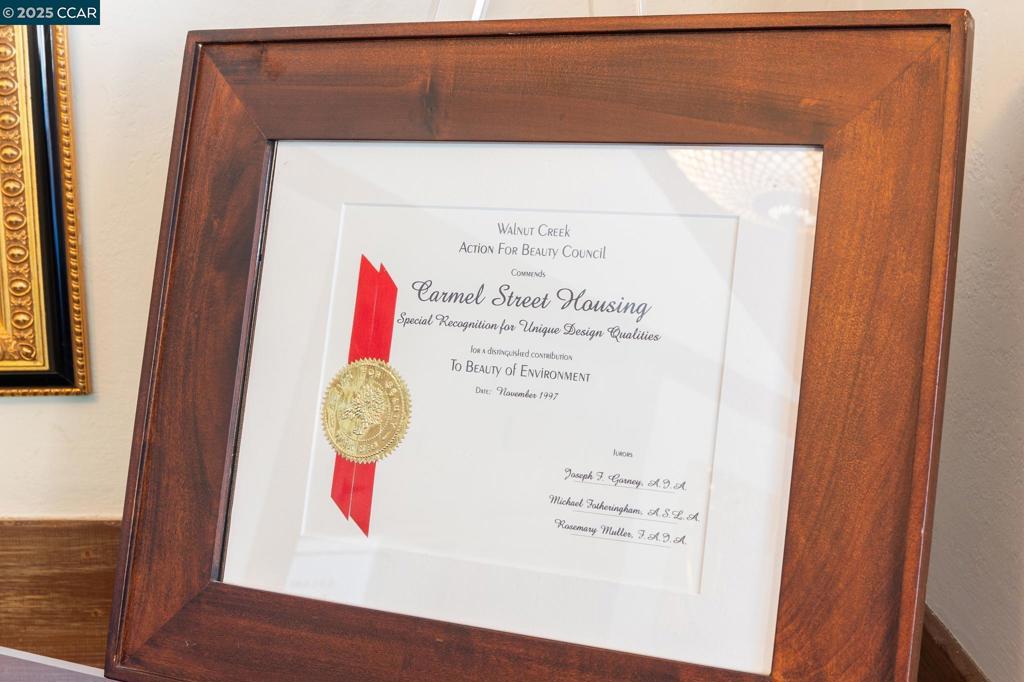 © 2025 CCAR
Walnut Creek
Action For Beauty Council
Commends
Carmel Street Housing
Special Recognition for Unique Design Qualities
for a distinguished contribution
To Beauty of Environment
Date: November 1997
Jurors
Joseph F. Gorney, A.I.A.
Michael Fotheringham, A.S.L.A.
Rosemary Muller, F.A.I.A.